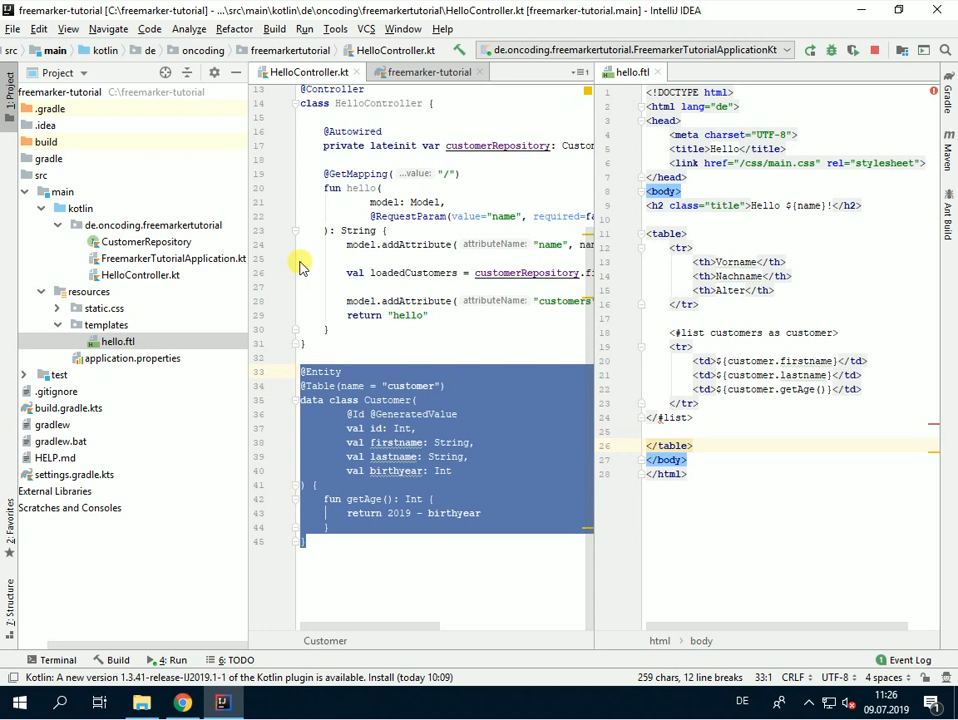 freemarker-tutorial [C:\freemarker-tutorial] - ...\src\main\kotlin\de\oncoding\freemarkertutorial\HelloController.kt [freemarker-tutorial.main] - IntelliJ IDEA
File Edit View Navigate Code Analyze Refactor Build Run Tools VCS Window Help
src main kotlin de oncoding freemarkertutorial HelloController.kt de.oncoding.freemarkertutorial.FreemarkerTutorialApplicationKt
1: Project
2: Favorites
7: Structure
Project
freemarker-tutorial C:\freemarker-tutorial
.gradle
.idea
build
gradle
src
main
kotlin
de.oncoding.freemarkertutorial
CustomerRepository
FreemarkerTutorialApplication.kt
HelloController.kt
resources
static.css
templates
hello.ftl
application.properties
test
.gitignore
build.gradle.kts
gradlew
gradlew.bat
HELP.md
settings.gradle.kts
External Libraries
Scratches and Consoles
HelloController.kt freemarker-tutorial
13 @Controller
14 class HelloController {
15
16 @Autowired
17 private lateinit var customerRepository: Custom
18
19 @GetMapping( ...value: "/")
20 fun hello(
21 model: Model,
22 @RequestParam(value="name", required=fa
23 ): String {
24 model.addAttribute( attributeName: "name", nam
25
26 val loadedCustomers = customerRepository.fi
27
28 model.addAttribute( attributeName: "customers"
29 return "hello"
30 }
31 }
32
33 @Entity
34 @Table(name = "customer")
35 data class Customer(
36 @Id @GeneratedValue
37 val id: Int,
38 val firstname: String,
39 val lastname: String,
40 val birthyear: Int
41 ) {
42 fun getAge(): Int {
43 return 2019 - birthyear
44 }
45 }
Customer
hello.ftl
1 <!DOCTYPE html>
2 <html lang="de">
3 <head>
4 <meta charset="UTF-8">
5 <title>Hello</title>
6 <link href="/css/main.css" rel="stylesheet">
7 </head>
8 <body>
9 <h2 class="title">Hello ${name}!</h2>
10
11 <table>
12 <tr>
13 <th>Vorname</th>
14 <th>Nachname</th>
15 <th>Alter</th>
16 </tr>
17
18 <#list customers as customer>
19 <tr>
20 <td>${customer.firstname}</td>
21 <td>${customer.lastname}</td>
22 <td>${customer.getAge()}</td>
23 </tr>
24 </#list>
25
26 </table>
27 </body>
28 </html>
html body
Gradle
Maven
Ant Build
Terminal Build 4: Run 6: TODO Event Log
Kotlin: A new version 1.3.41-release-IJ2019.1-1 of the Kotlin plugin is available. Install (today 10:09) 259 chars, 12 line breaks 33:1 CRLF UTF-8 4 spaces
DE 11:26
09.07.2019